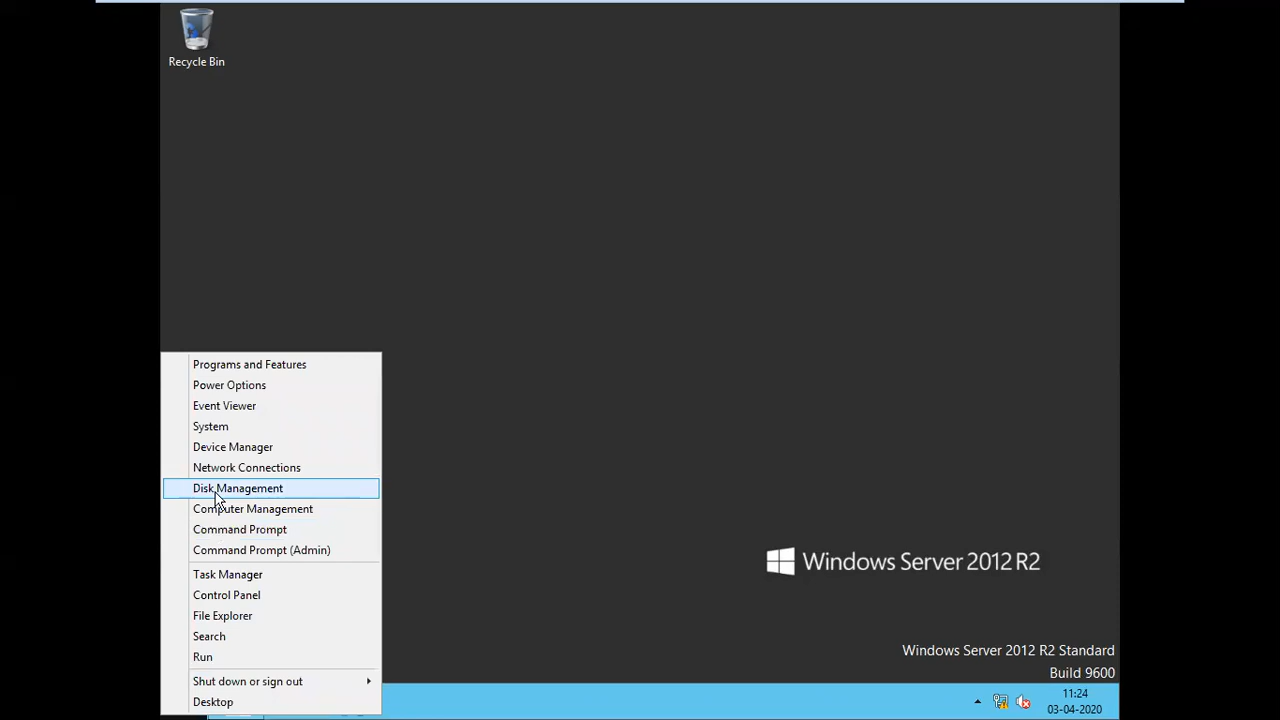 Recycle Bin
Programs and Features
Power Options
Event Viewer
System
Device Manager
Network Connections
Disk Management
Computer Management
Command Prompt
Command Prompt (Admin)
Task Manager
Control Panel
File Explorer
Search
Run
Shut down or sign out
Desktop
Windows Server 2012 R2
Windows Server 2012 R2 Standard
Build 9600
11:24
03-04-2020